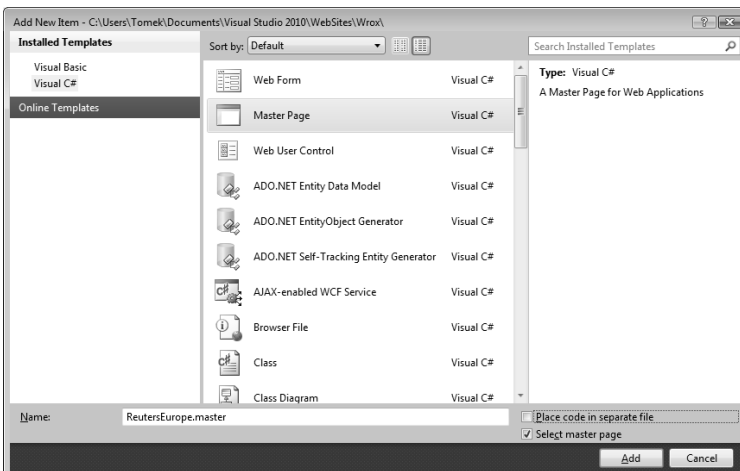 Add New Item - C:\Users\Tomek\Documents\Visual Studio 2010\WebSites\Wrox\
Installed Templates
Visual Basic
Visual C#
Online Templates
Sort by: Default
Search Installed Templates
Web Form Visual C#
Master Page Visual C#
Web User Control Visual C#
ADO.NET Entity Data Model Visual C#
ADO.NET EntityObject Generator Visual C#
ADO.NET Self-Tracking Entity Generator Visual C#
AJAX-enabled WCF Service Visual C#
Browser File Visual C#
Class Visual C#
Class Diagram Visual C#
Type: Visual C#
A Master Page for Web Applications
Name: ReutersEurope.master
Place code in separate file
Select master page
Add Cancel